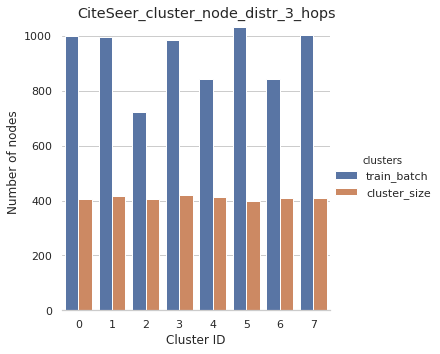 CiteSeer_cluster_node_distr_3_hops
1000
800
600
400
200
0
Number of nodes
0 1 2 3 4 5 6 7
Cluster ID
clusters
train_batch
cluster_size